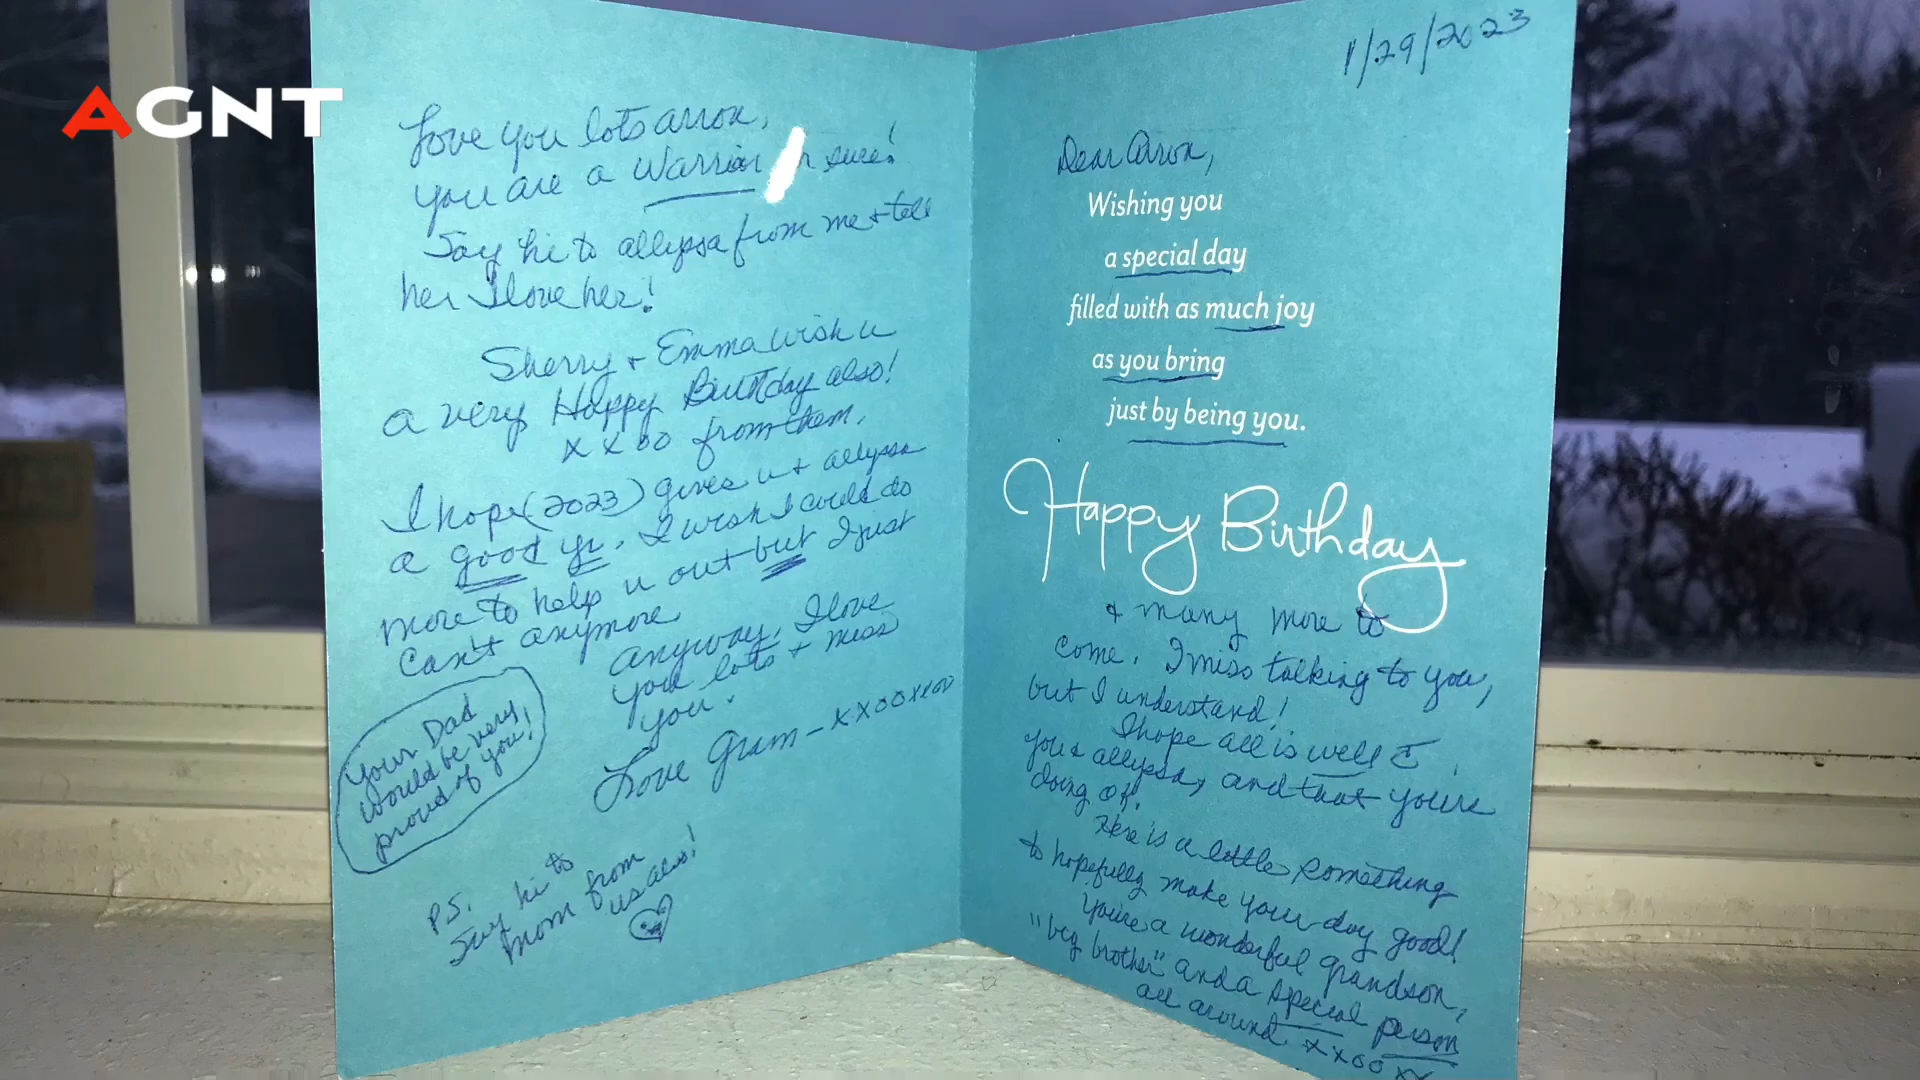 AGNT
Love you lots arron,
you are a warrior sure!
Say hi to allyssa from me + tell
her I love her!
Sherry + Emma wish u
a very Happy Birthday also!
x x oo from them.
I hope (2023) gives u + allyssa
a good yr. I wish I could do
more to help u out but I just
can't anymore
anyway, I love
you lots + miss
you.
Love Gram - xxooxxoo
Your Dad
would be very
proud of you!
P.S.
Say hi to
mom from
us also!
1/29/2023
Dear Arron,
Wishing you
a special day
filled with as much joy
as you bring
just by being you.
Happy Birthday
+ many more to
come. I miss talking to you,
but I understand!
I hope all is well
you + allyssa, and that your
doing ok!
Here is a little something
to hopefully make your day good!
You're a wonderful grandson,
"big brother" and a special person
all around xxoo xx